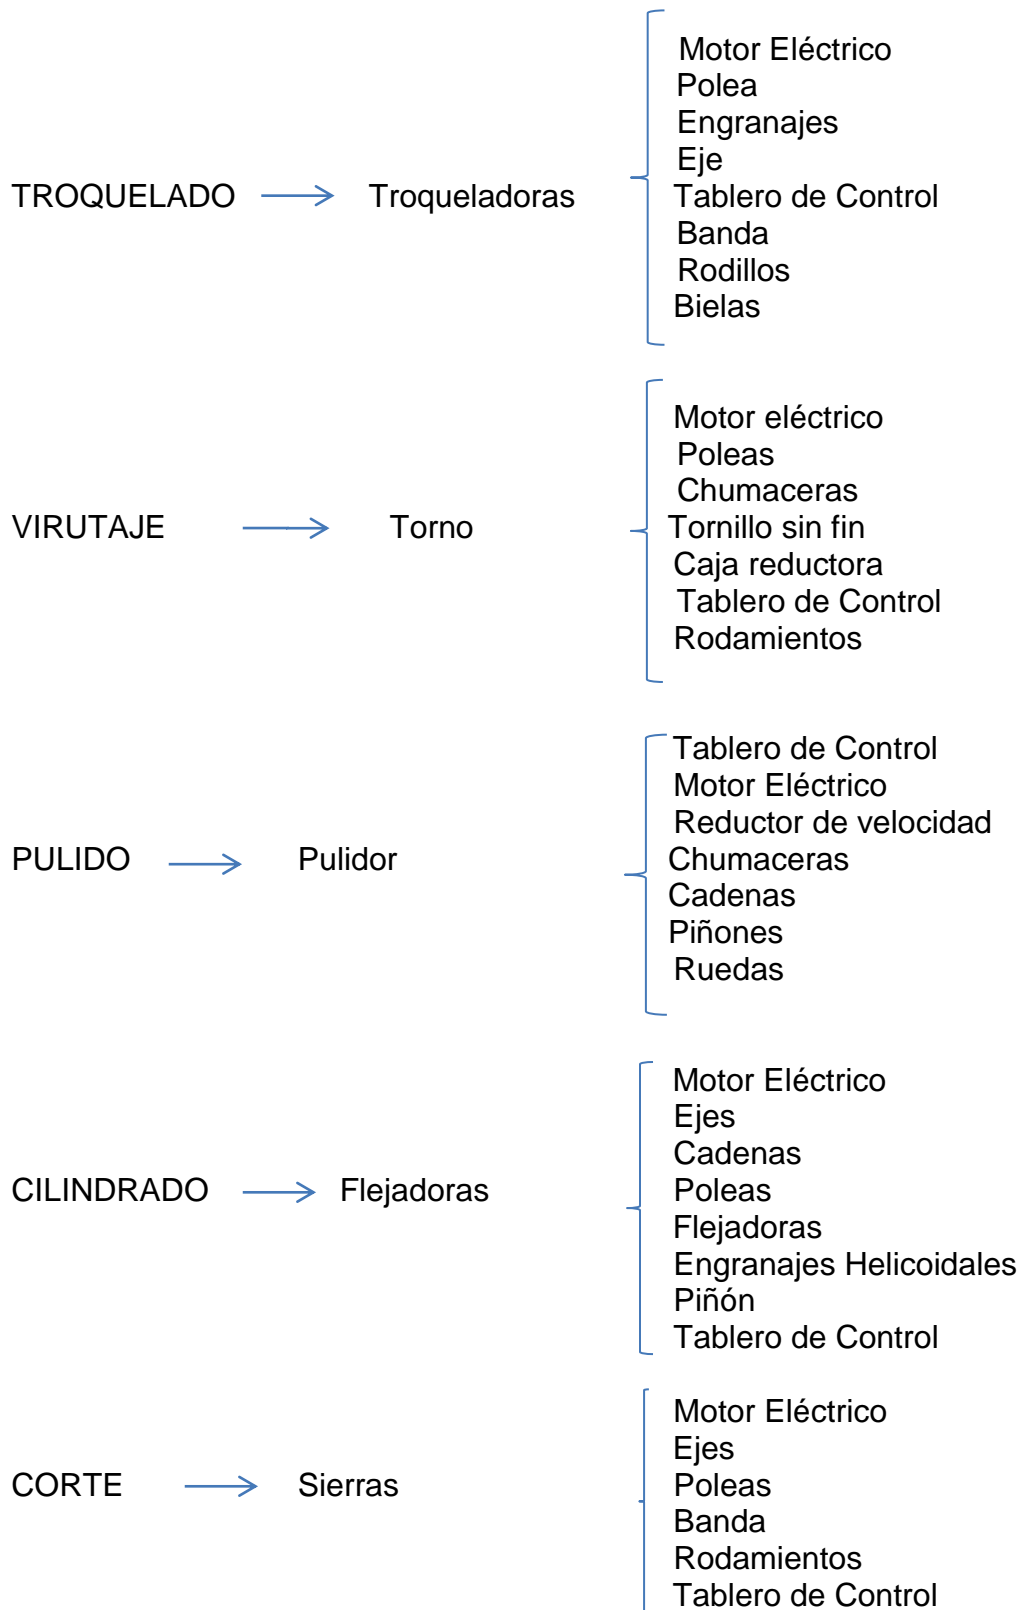 Motor Eléctrico
Polea
Engranajes
Eje
TROQUELADO Troqueladoras Tablero de Control
Banda
Rodillos
Bielas
Motor eléctrico
Poleas
Chumaceras
VIRUTAJE Torno Tornillo sin fin
Caja reductora
Tablero de Control
Rodamientos
Tablero de Control
Motor Eléctrico
Reductor de velocidad
PULIDO Pulidor Chumaceras
Cadenas
Piñones
Ruedas
Motor Eléctrico
Ejes
Cadenas
CILINDRADO Flejadoras Poleas
Flejadoras
Engranajes Helicoidales
Piñón
Tablero de Control
Motor Eléctrico
Ejes
CORTE Sierras Poleas
Banda
Rodamientos
Tablero de Control